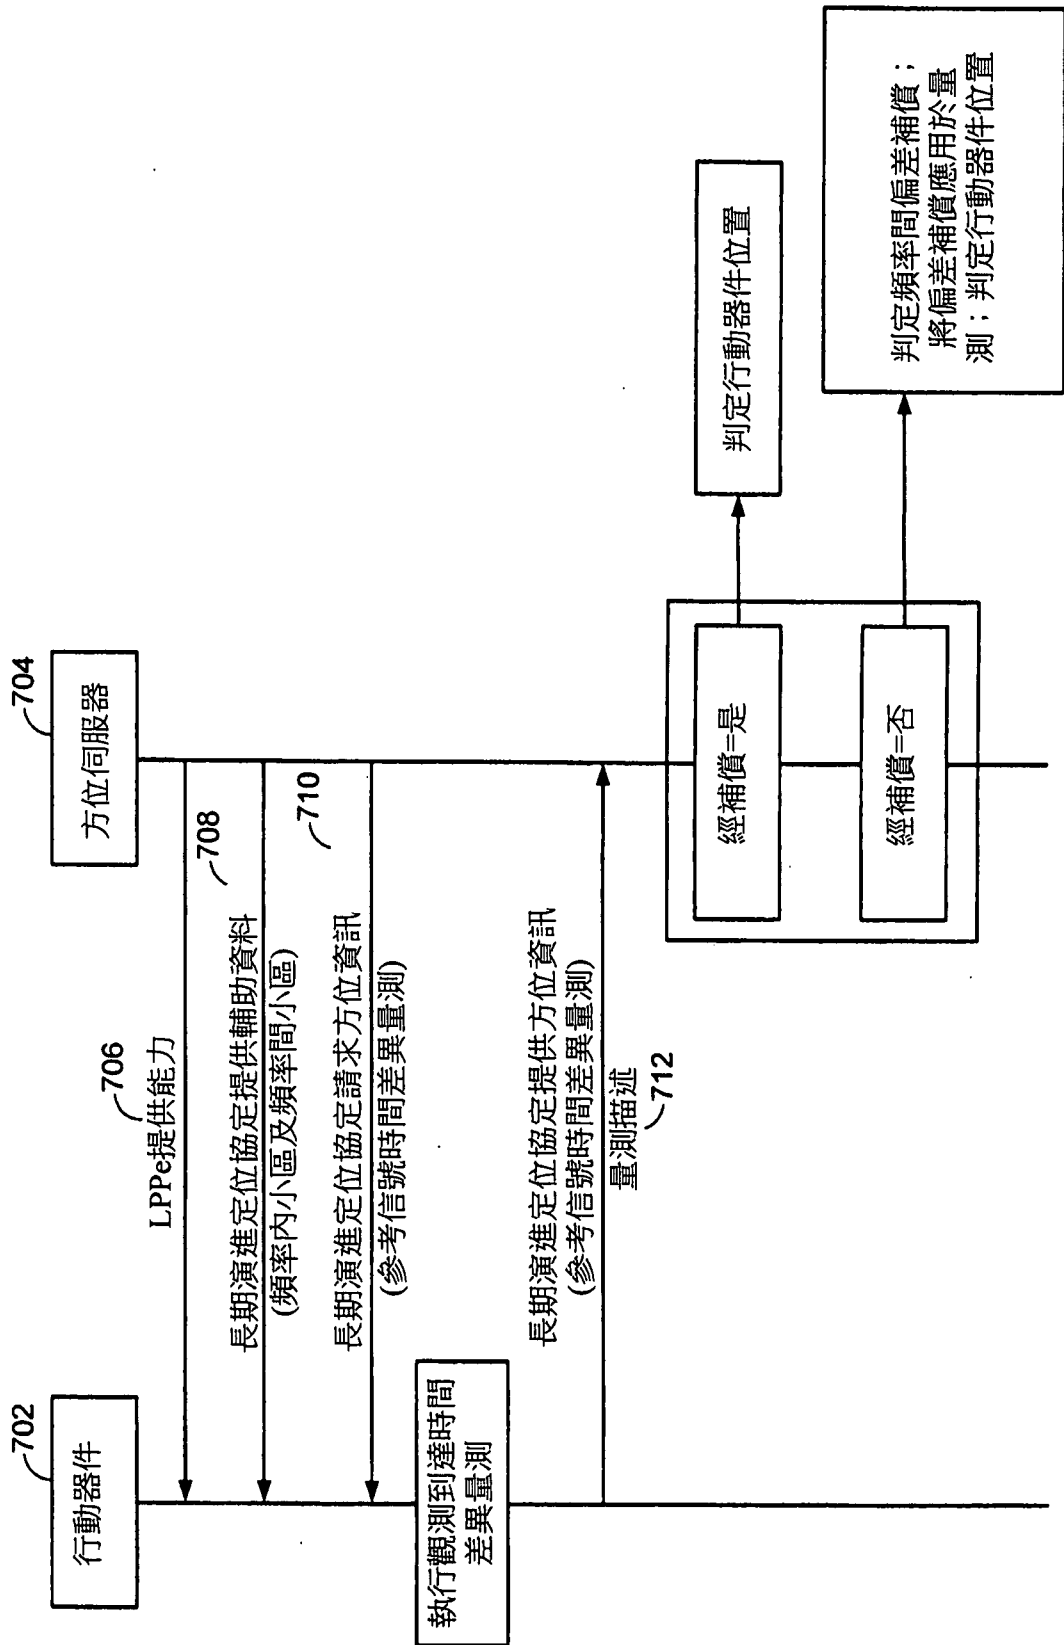 702
行動器件
704
方位伺服器
706
LPPe提供能力
708
長期演進定位協定提供輔助資料
(頻率內小區及頻率間小區)
710
長期演進定位協定請求方位資訊
(參考信號時間差異量測)
執行觀測到達時間
差異量測
長期演進定位協定提供方位資訊
(參考信號時間差異量測)
量測描述
712
經補償=是
判定行動器件位置
經補償=否
判定頻率間偏差補償；
將偏差補償應用於量
測；判定行動器件位置